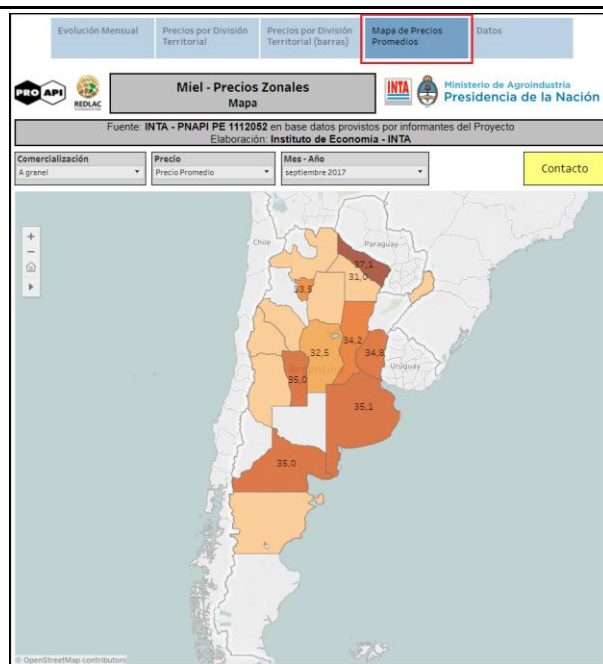 Evolución Mensual
Precios por División
Territorial
Precios por División
Territorial (barras)
Mapa de Precios
Promedios
Datos
PRO API
REDLAC
Miel - Precios Zonales
Mapa
INTA
Ministerio de Agroindustria
Presidencia de la Nación
Fuente: INTA - PNAPI PE 1112052 en base datos provistos por informantes del Proyecto
Elaboración: Instituto de Economía - INTA
Comercialización
A granel
Precio
Precio Promedio
Mes - Año
septiembre 2017
Contacto
Chile
Paraguay
37,1
31,0
33,5
34,2
32,5
34,8
Uruguay
Argentina
35,0
35,1
35,0
© OpenStreetMap contributors